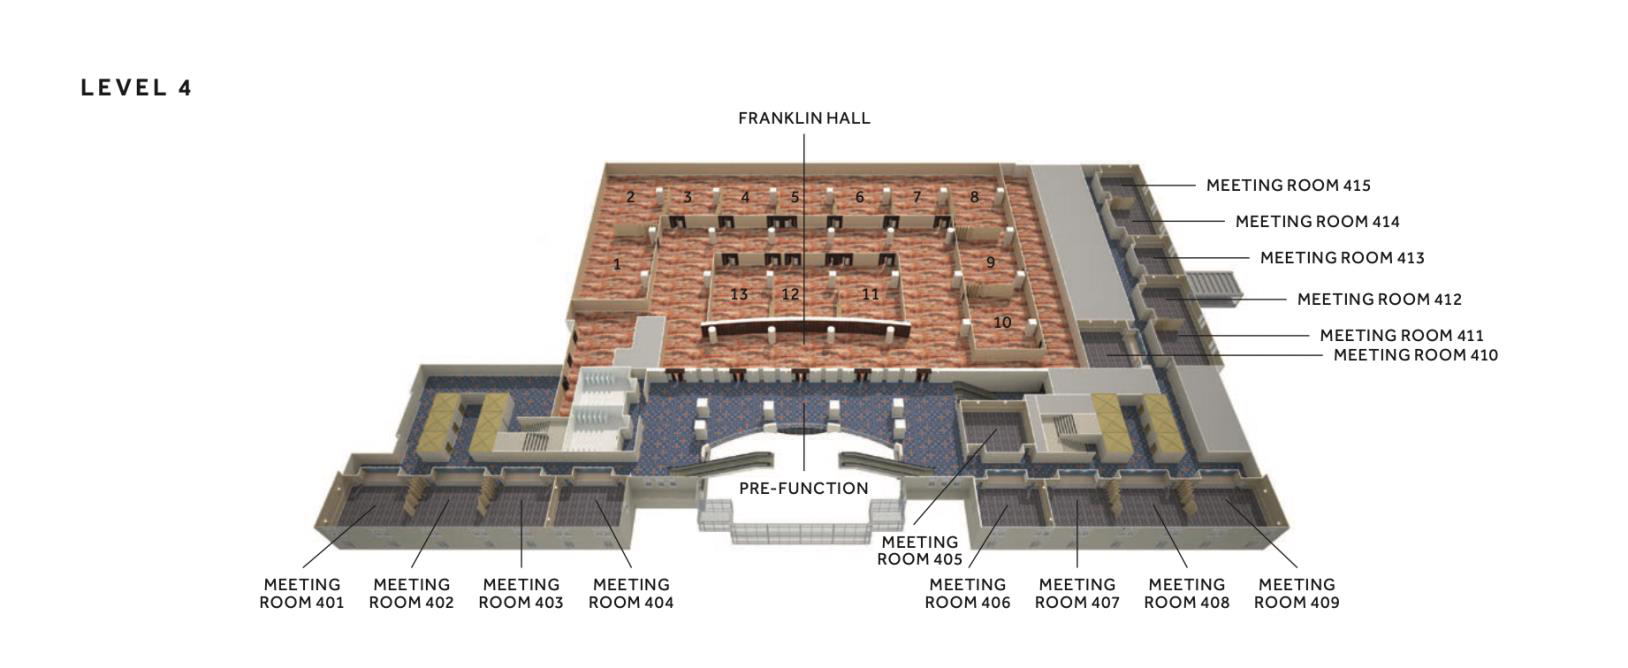 LEVEL 4
FRANKLIN HALL
2 3 4 5 6 7 8
1 9
13 12 11
10
MEETING ROOM 415
MEETING ROOM 414
MEETING ROOM 413
MEETING ROOM 412
MEETING ROOM 411
MEETING ROOM 410
PRE-FUNCTION
MEETING
ROOM 405
MEETING
ROOM 401
MEETING
ROOM 402
MEETING
ROOM 403
MEETING
ROOM 404
MEETING
ROOM 406
MEETING
ROOM 407
MEETING
ROOM 408
MEETING
ROOM 409